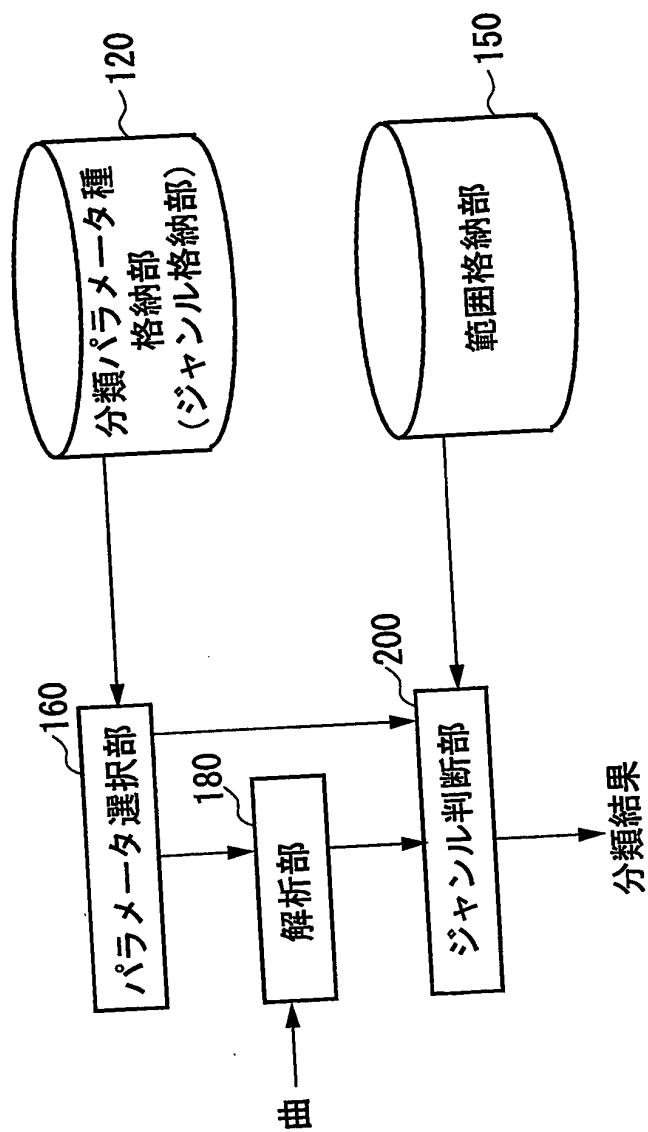 分類パラメータ種
格納部
(ジャンル格納部)
120
パラメータ選択部
160
解析部
180
曲
ジャンル判断部
200
範囲格納部
150
分類結果